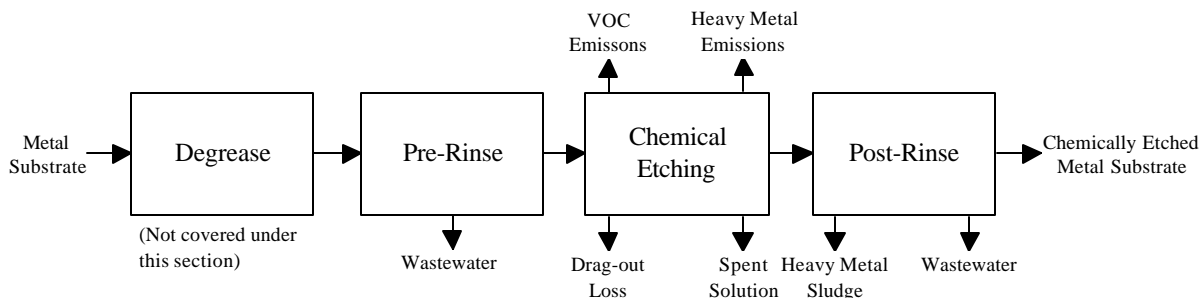 VOC
Emissons
Heavy Metal
Emissions
Metal
Substrate
Degrease
Pre-Rinse
Chemical
Etching
Post-Rinse
Chemically Etched
Metal Substrate
(Not covered under
this section)
Wastewater
Drag-out
Loss
Spent
Solution
Heavy Metal
Sludge
Wastewater